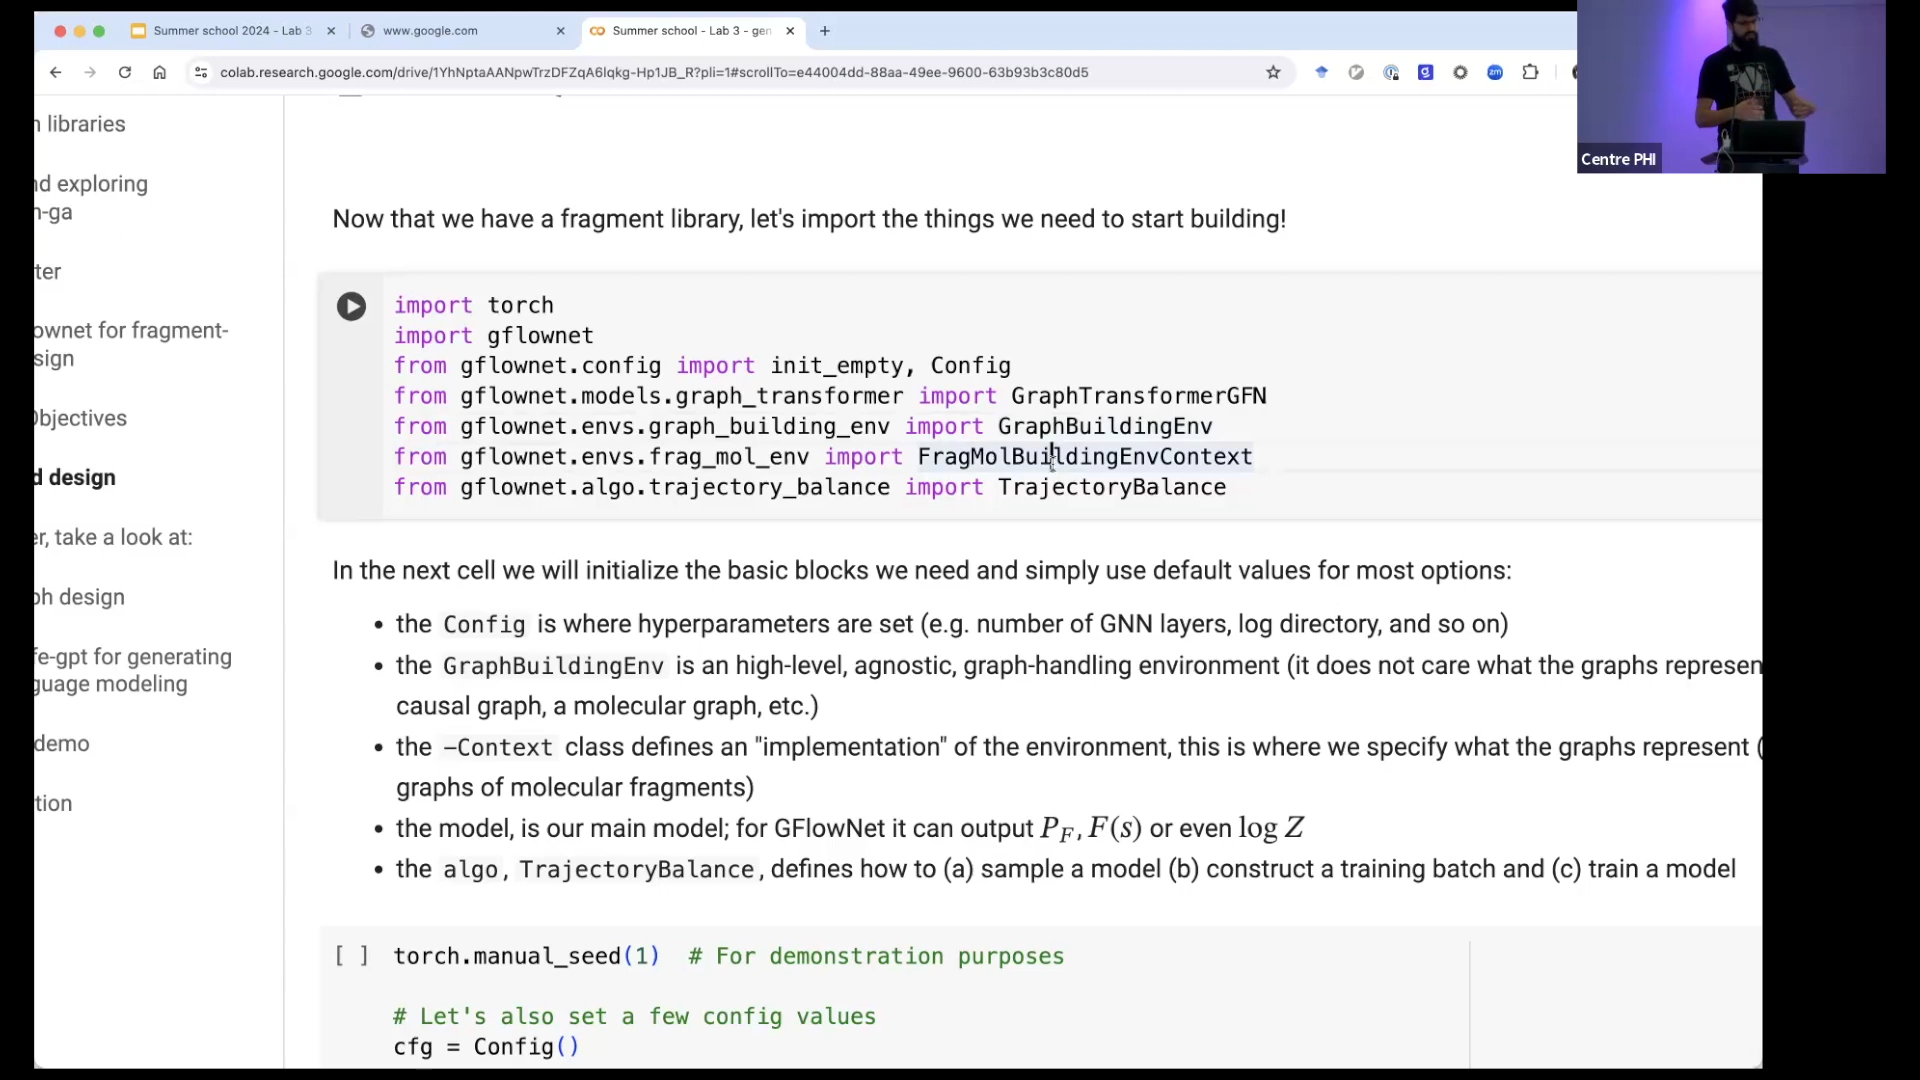 Summer school 2024 - Lab 3
www.google.com
Summer school - Lab 3 - gen
colab.research.google.com/drive/1YhNptaAANpwTrzDFZqA6lqkg-Hp1JB_R?pli=1#scrollTo=e44004dd-88aa-49ee-9600-63b93b3c80d5
Centre PHI
libraries
nd exploring
n-ga
ter
ownet for fragment-
sign
Objectives
d design
er, take a look at:
ph design
fe-gpt for generating
guage modeling
demo
tion
Now that we have a fragment library, let's import the things we need to start building!
import torch
import gflownet
from gflownet.config import init_empty, Config
from gflownet.models.graph_transformer import GraphTransformerGFN
from gflownet.envs.graph_building_env import GraphBuildingEnv
from gflownet.envs.frag_mol_env import FragMolBuildingEnvContext
from gflownet.algo.trajectory_balance import TrajectoryBalance
In the next cell we will initialize the basic blocks we need and simply use default values for most options:
• the Config is where hyperparameters are set (e.g. number of GNN layers, log directory, and so on)
• the GraphBuildingEnv is an high-level, agnostic, graph-handling environment (it does not care what the graphs represen
causal graph, a molecular graph, etc.)
• the –Context class defines an "implementation" of the environment, this is where we specify what the graphs represent (
graphs of molecular fragments)
• the model, is our main model; for GFlowNet it can output P_F, F(s) or even log Z
• the algo, TrajectoryBalance, defines how to (a) sample a model (b) construct a training batch and (c) train a model
[ ] torch.manual_seed(1) # For demonstration purposes
# Let's also set a few config values
cfg = Config()